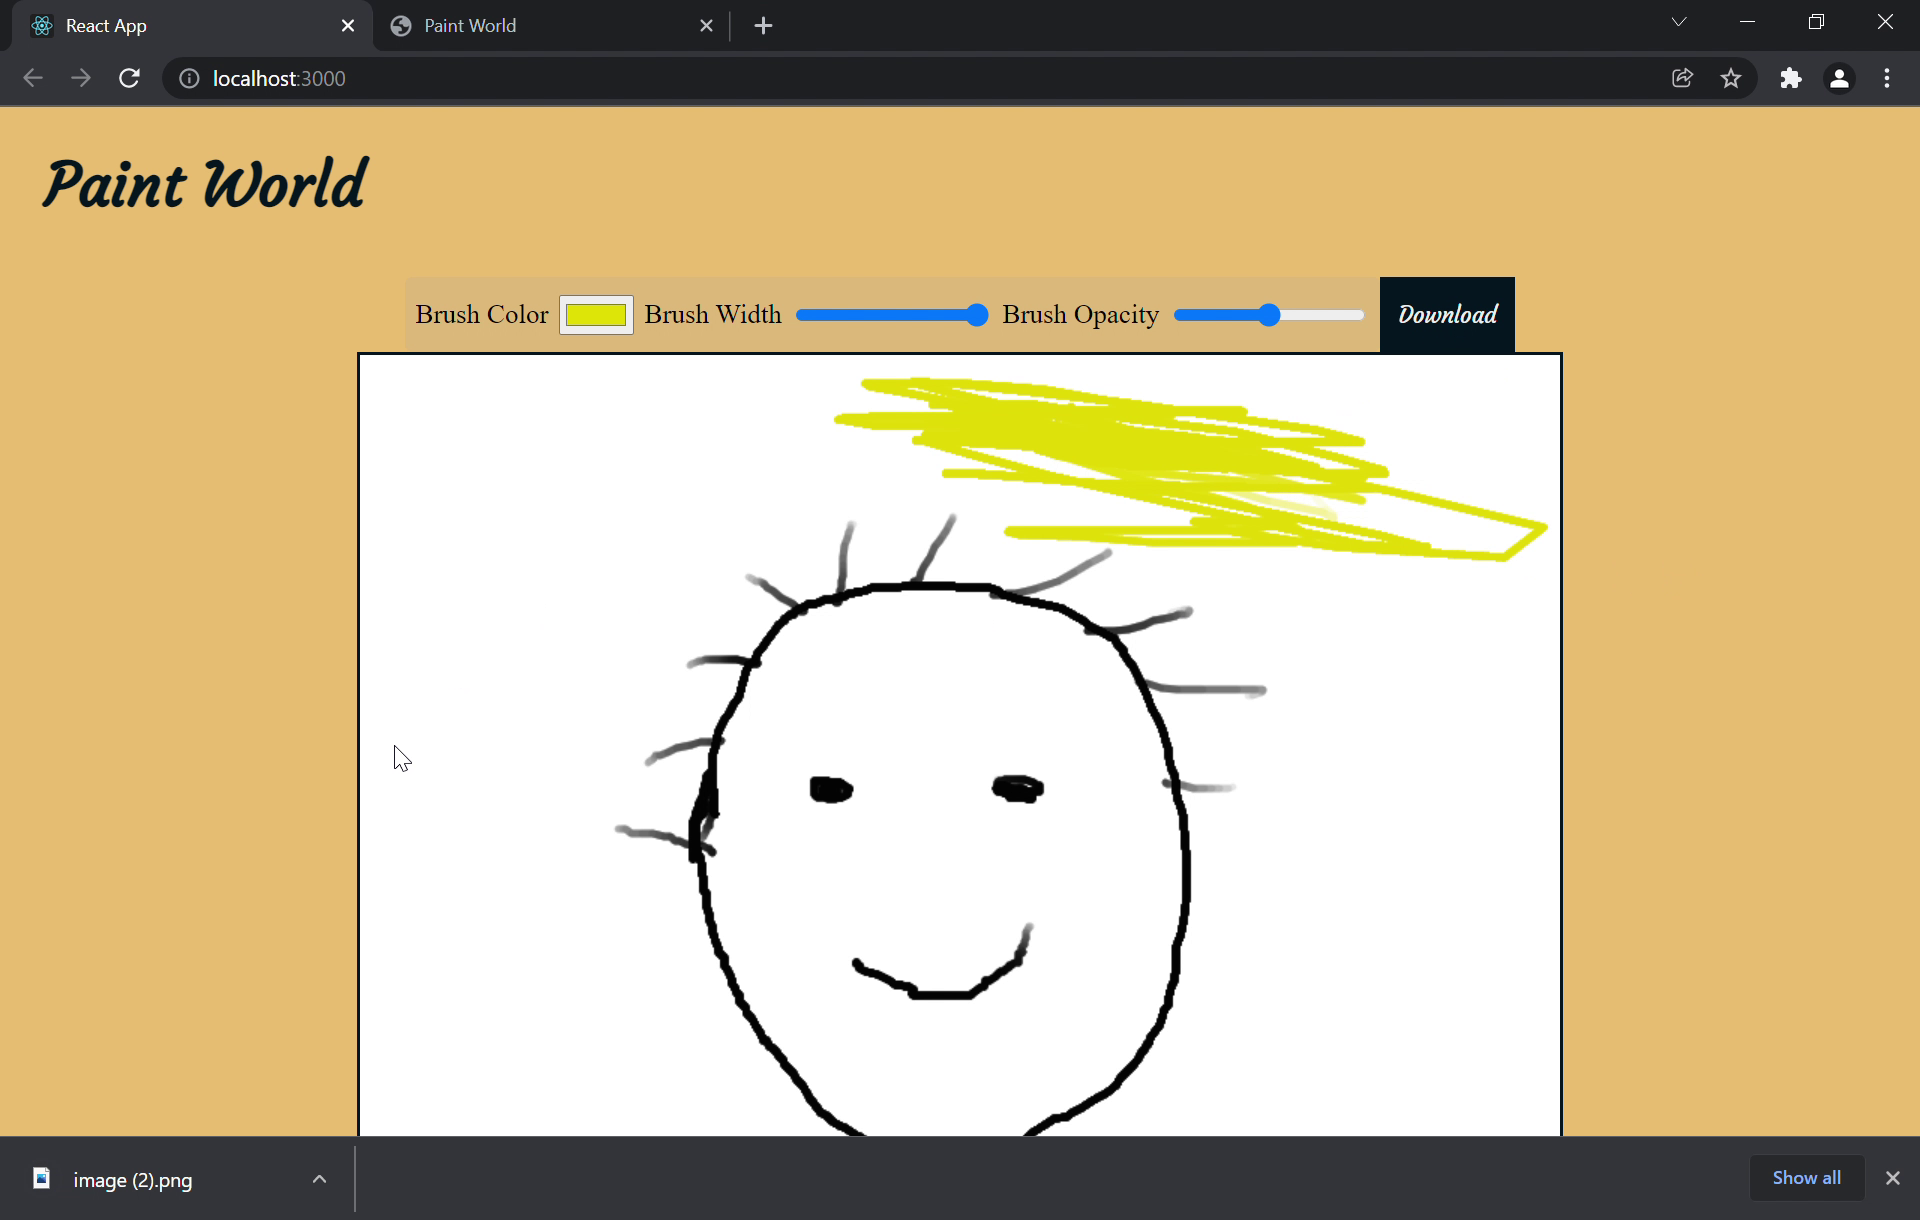 React App
Paint World
localhost:3000
Paint World
Brush Color Brush Width Brush Opacity Download
image (2).png
Show all